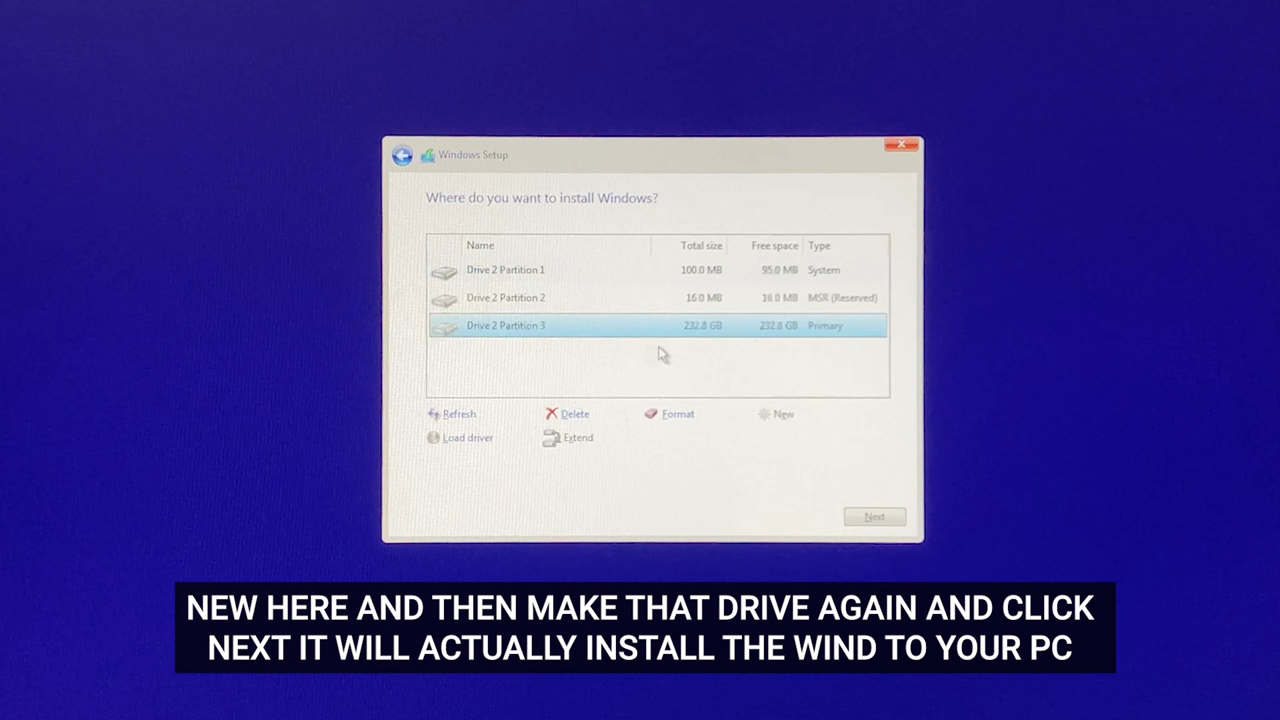 Windows Setup
Where do you want to install Windows?
Name Total size Free space Type
Drive 2 Partition 1 100.0 MB 95.0 MB System
Drive 2 Partition 2 16.0 MB 16.0 MB MSR (Reserved)
Drive 2 Partition 3 232.8 GB 232.8 GB Primary
Refresh Delete Format New
Load driver Extend
Next
NEW HERE AND THEN MAKE THAT DRIVE AGAIN AND CLICK
NEXT IT WILL ACTUALLY INSTALL THE WIND TO YOUR PC